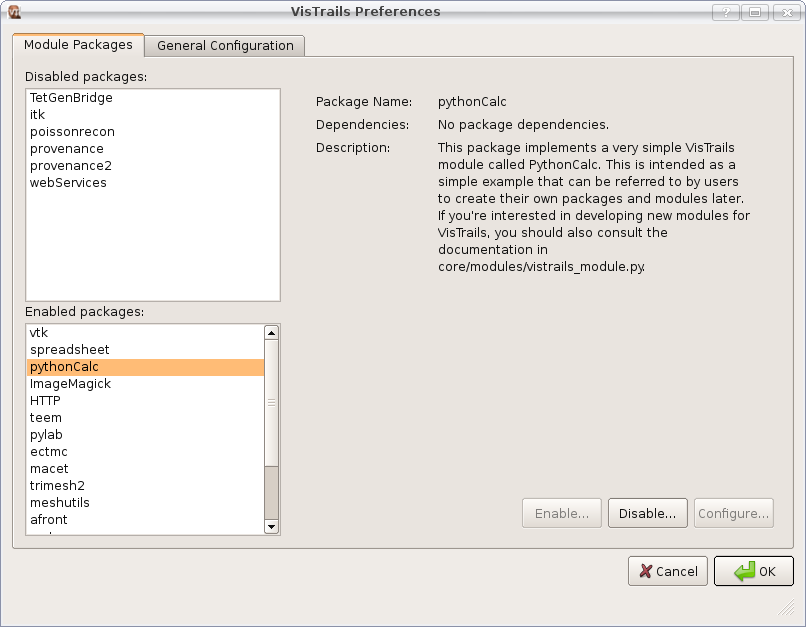 VisTrails Preferences
Module Packages
General Configuration
Disabled packages:
TetGenBridge
itk
poissonrecon
provenance
provenance2
webServices
Package Name: pythonCalc
Dependencies: No package dependencies.
Description: This package implements a very simple VisTrails
module called PythonCalc. This is intended as a
simple example that can be referred to by users
to create their own packages and modules later.
If you're interested in developing new modules for
VisTrails, you should also consult the
documentation in
core/modules/vistrails_module.py.
Enabled packages:
vtk
spreadsheet
pythonCalc
ImageMagick
HTTP
teem
pylab
ectmc
macet
trimesh2
meshutils
afront
Enable...
Disable...
Configure...
Cancel
OK